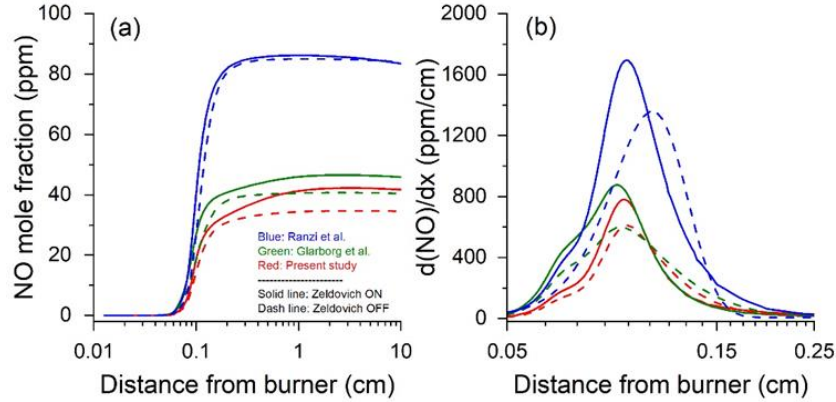 (a)
NO mole fraction (ppm)
100
80
60
40
20
0
Blue: Ranzi et al.
Green: Glarborg et al.
Red: Present study
-----------------------
Solid line: Zeldovich ON
Dash line: Zeldovich OFF
0.01
0.1
1
10
Distance from burner (cm)
(b)
d(NO)/dx (ppm/cm)
2000
1600
1200
800
400
0
0.05
0.15
0.25
Distance from burner (cm)